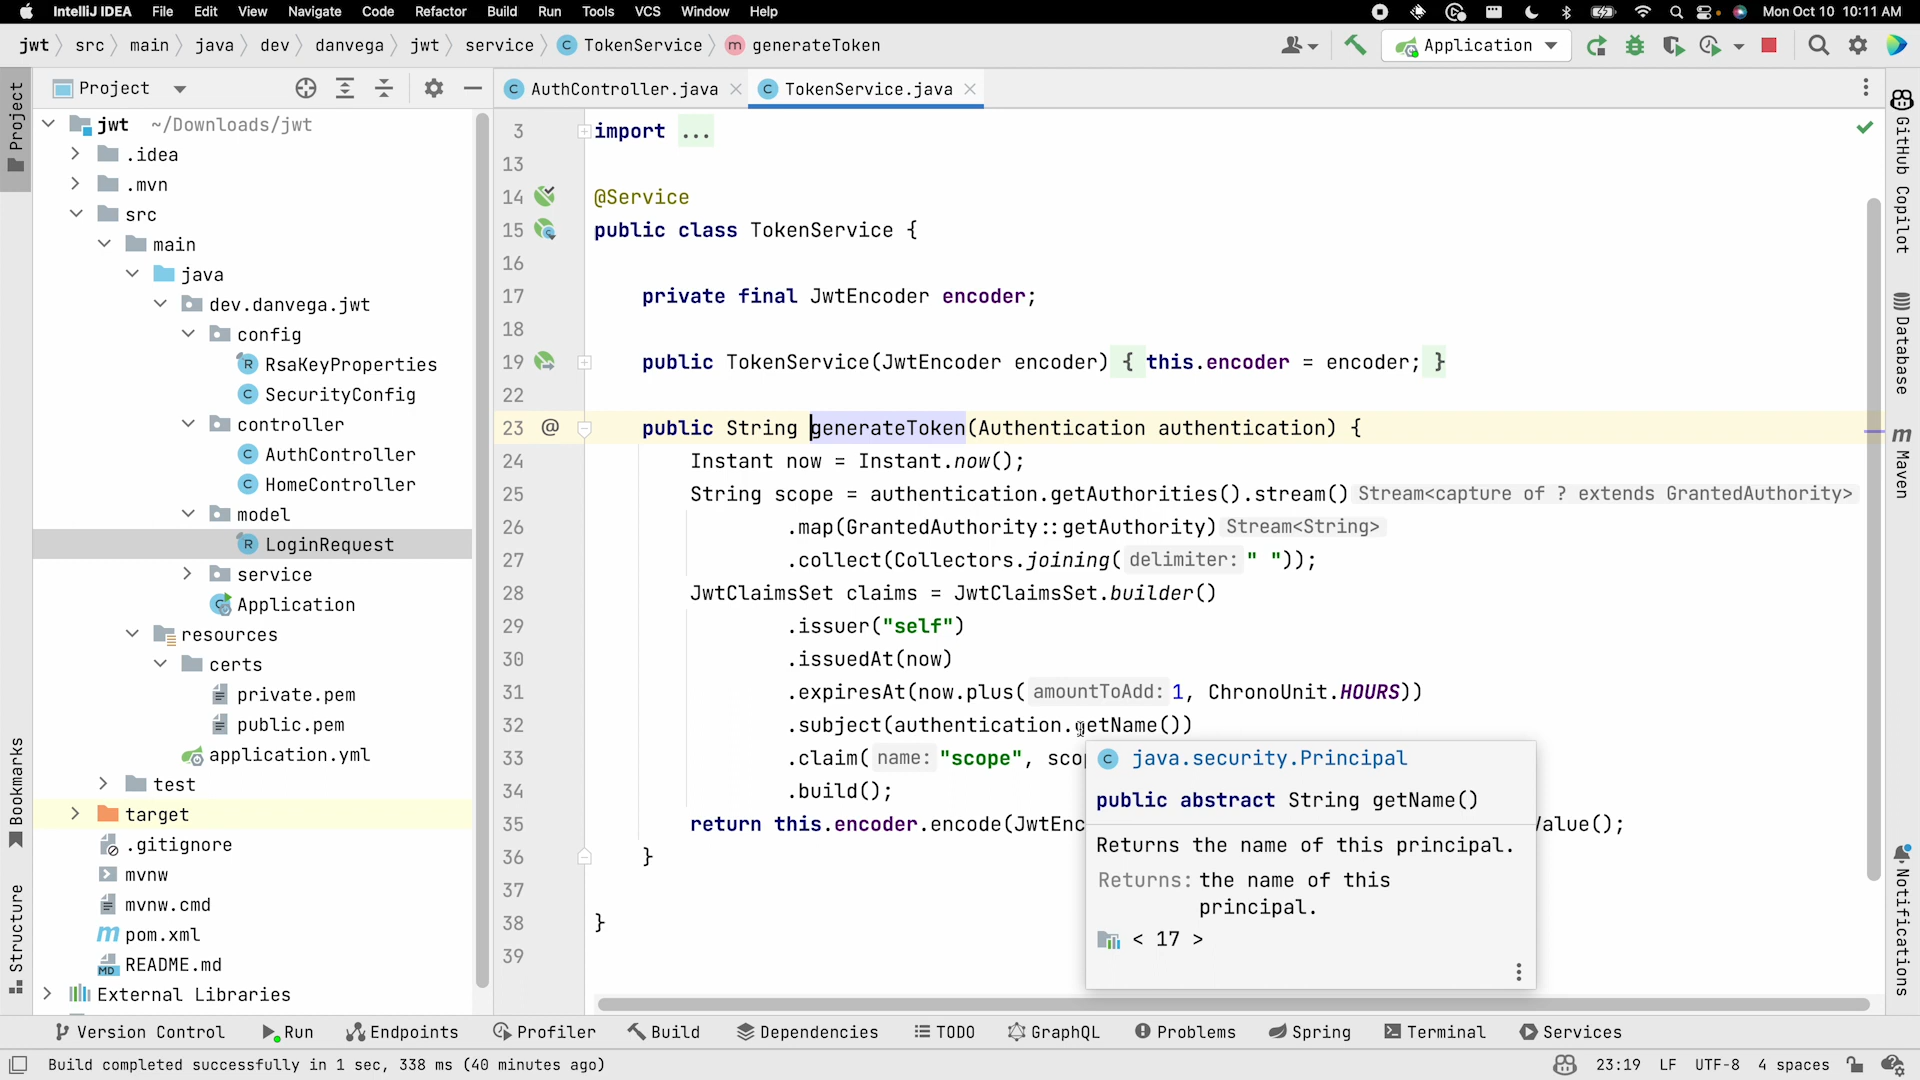 IntelliJ IDEA File Edit View Navigate Code Refactor Build Run Tools VCS Window Help Mon Oct 10 10:11 AM
jwt src main java dev danvega jwt service C TokenService m generateToken Application
Project
Project
AuthController.java TokenService.java
jwt ~/Downloads/jwt
.idea
.mvn
src
main
java
dev.danvega.jwt
config
RsaKeyProperties
SecurityConfig
controller
AuthController
HomeController
model
LoginRequest
service
Application
resources
certs
private.pem
public.pem
application.yml
test
target
.gitignore
mvnw
mvnw.cmd
pom.xml
README.md
External Libraries
Bookmarks
Structure
3 import ...
13
14 @Service
15 public class TokenService {
16
17 private final JwtEncoder encoder;
18
19 public TokenService(JwtEncoder encoder) { this.encoder = encoder; }
22
23 @ public String generateToken(Authentication authentication) {
24 Instant now = Instant.now();
25 String scope = authentication.getAuthorities().stream() Stream<capture of ? extends GrantedAuthority>
26 .map(GrantedAuthority::getAuthority) Stream<String>
27 .collect(Collectors.joining( delimiter: " "));
28 JwtClaimsSet claims = JwtClaimsSet.builder()
29 .issuer("self")
30 .issuedAt(now)
31 .expiresAt(now.plus( amountToAdd: 1, ChronoUnit.HOURS))
32 .subject(authentication.getName())
33 .claim( name: "scope", scop
34 .build();
35 return this.encoder.encode(JwtEnc alue();
36 }
37
38 }
39
C java.security.Principal
public abstract String getName()
Returns the name of this principal.
Returns: the name of this
principal.
< 17 >
GitHub Copilot
Database
m Maven
Notifications
Version Control Run Endpoints Profiler Build Dependencies TODO GraphQL Problems Spring Terminal Services
Build completed successfully in 1 sec, 338 ms (40 minutes ago) 23:19 LF UTF-8 4 spaces